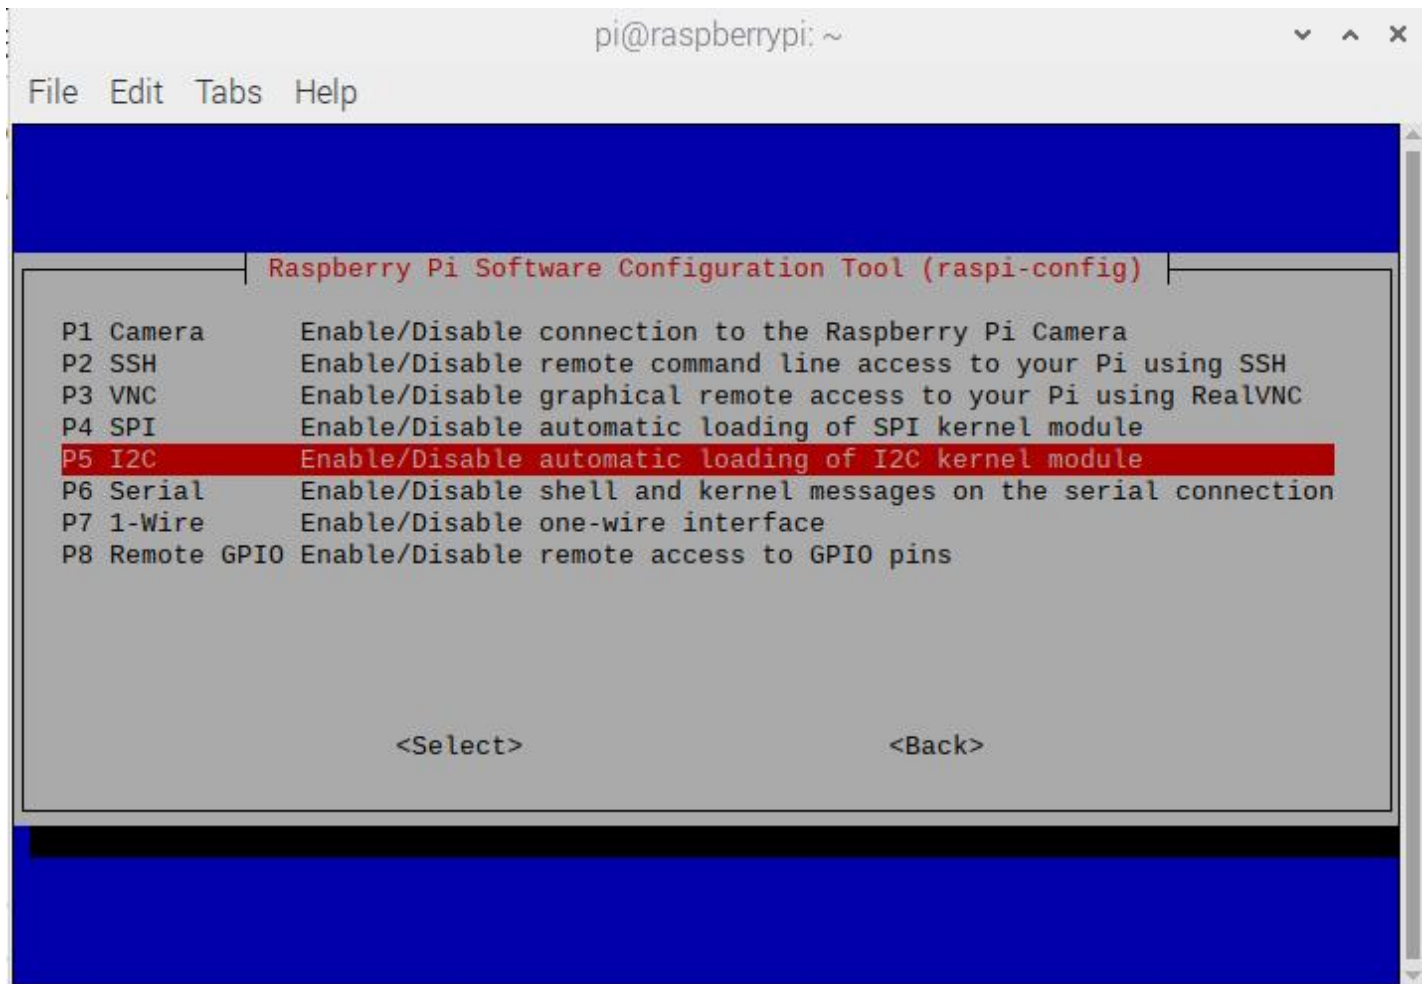 pi@raspberrypi: ~
File Edit Tabs Help
Raspberry Pi Software Configuration Tool (raspi-config)
P1 Camera Enable/Disable connection to the Raspberry Pi Camera
P2 SSH Enable/Disable remote command line access to your Pi using SSH
P3 VNC Enable/Disable graphical remote access to your Pi using RealVNC
P4 SPI Enable/Disable automatic loading of SPI kernel module
P5 I2C Enable/Disable automatic loading of I2C kernel module
P6 Serial Enable/Disable shell and kernel messages on the serial connection
P7 1-Wire Enable/Disable one-wire interface
P8 Remote GPIO Enable/Disable remote access to GPIO pins
<Select> <Back>